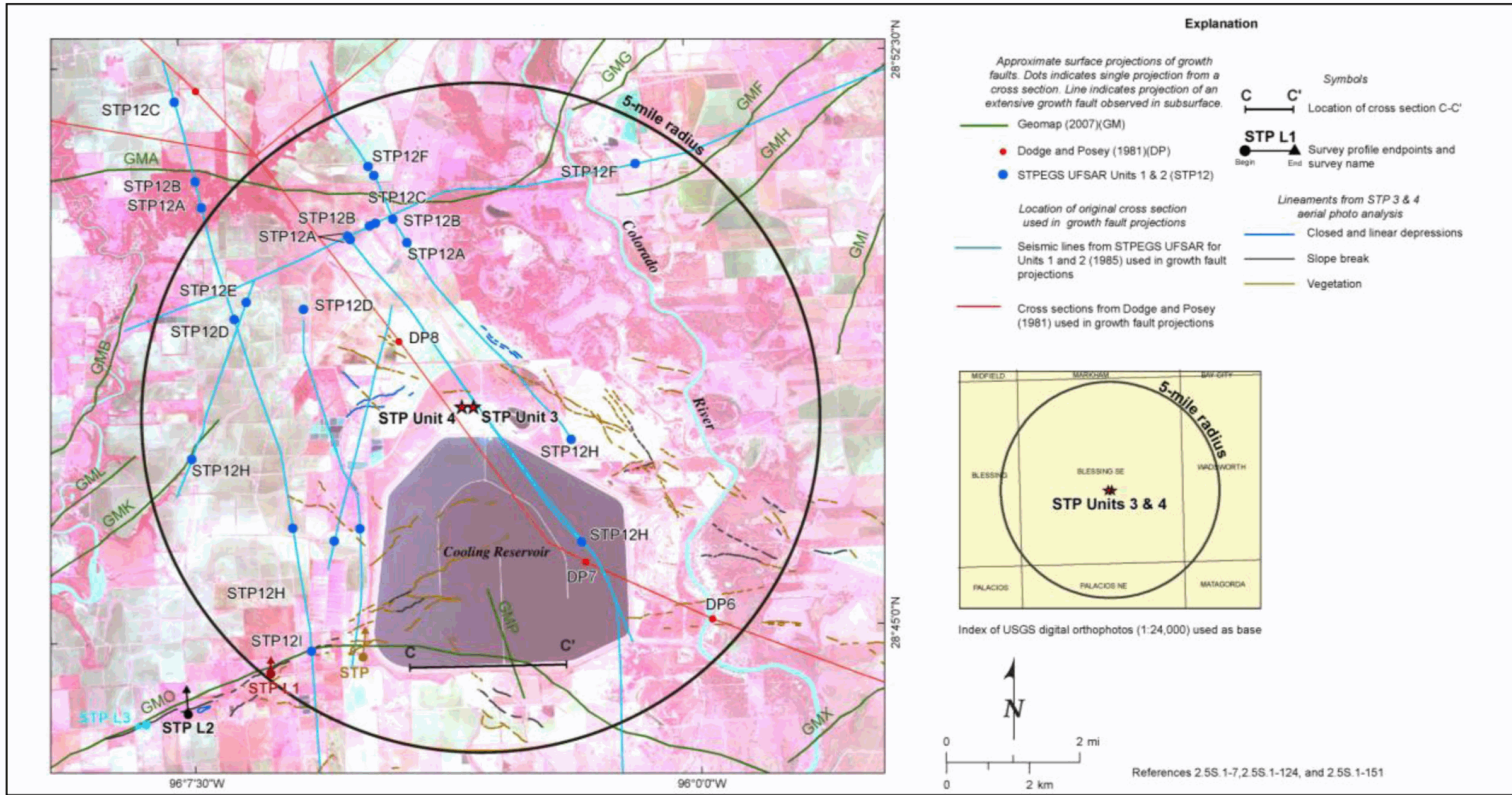 28°52'30"N
GMG
GMF
GMH
5-mile radius
STP12C
STP12F
STP12F
GMA
STP12B
STP12A
STP12C
STP12B
STP12B
STP12A
STP12A
Colorado
GMI
STP12E
STP12D
STP12D
GMB
DP8
River
STP Unit 4
STP Unit 3
STP12H
STP12H
GML
GMK
STP12H
Cooling Reservoir
DP7
STP12H
DP6
GMP
28°45'0"N
STP12I
C
C'
STP
STP L1
GMO
STP L3
STP L2
GMX
96°7'30"W
96°0'0"W
Explanation
Approximate surface projections of growth
faults. Dots indicates single projection from a
cross section. Line indicates projection of an
extensive growth fault observed in subsurface.
Geomap (2007)(GM)
Dodge and Posey (1981)(DP)
STPEGS UFSAR Units 1 & 2 (STP12)
Location of original cross section
used in growth fault projections
Seismic lines from STPEGS UFSAR for
Units 1 and 2 (1985) used in growth fault
projections
Cross sections from Dodge and Posey
(1981) used in growth fault projections
Symbols
C
C'
Location of cross section C-C'
STP L1
Begin
End
Survey profile endpoints and
survey name
Lineaments from STP 3 & 4
aerial photo analysis
Closed and linear depressions
Slope break
Vegetation
MIDFIELD
MARKHAM
BAY CITY
5-mile radius
BLESSING
BLESSING SE
WADSWORTH
STP Units 3 & 4
PALACIOS
PALACIOS NE
MATAGORDA
Index of USGS digital orthophotos (1:24,000) used as base
N
0
2 mi
0
2 km
References 2.5S.1-7,2.5S.1-124, and 2.5S.1-151